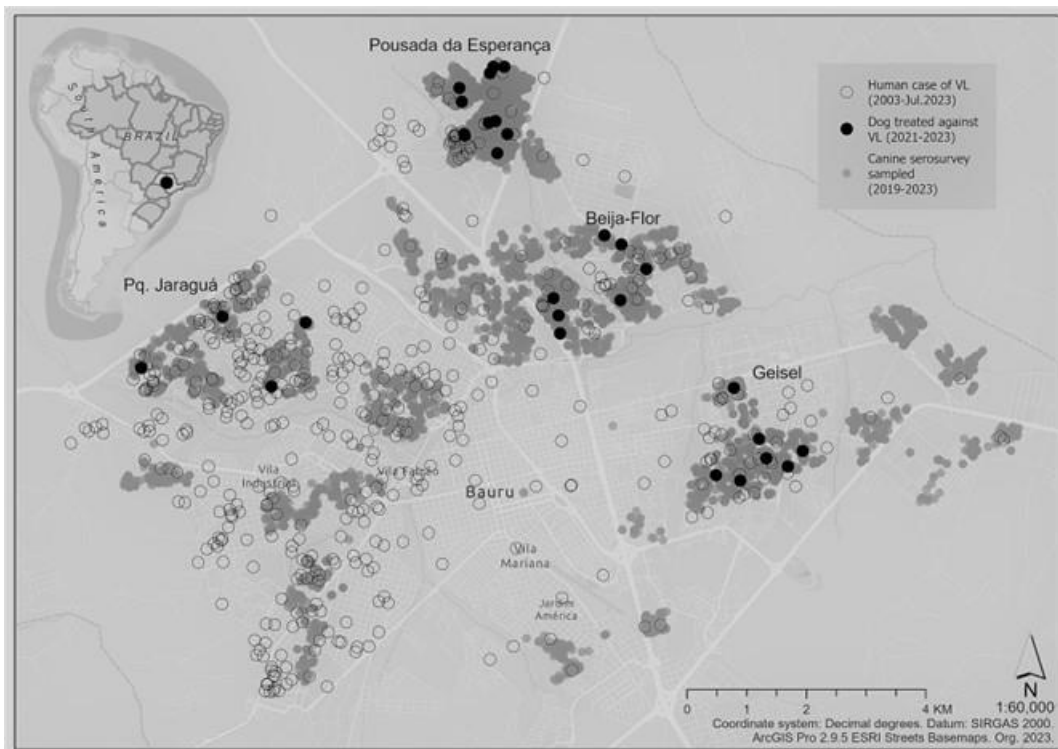 Pousada da Esperança
Human case of VL
(2003-Jul.2023)
Dog treated against
VL (2021-2023)
Canine serosurvey
sampled
(2019-2023)
South América
BRAZIL
Beija-Flor
Pq. Jaraguá
Geisel
Vila
Industrial
Vila Falcão
Bauru
Vila
Mariana
Jardim
América
N
0 1 2 4 KM
1:60,000
Coordinate system: Decimal degrees. Datum: SIRGAS 2000.
ArcGIS Pro 2.9.5 ESRI Streets Basemaps. Org. 2023.